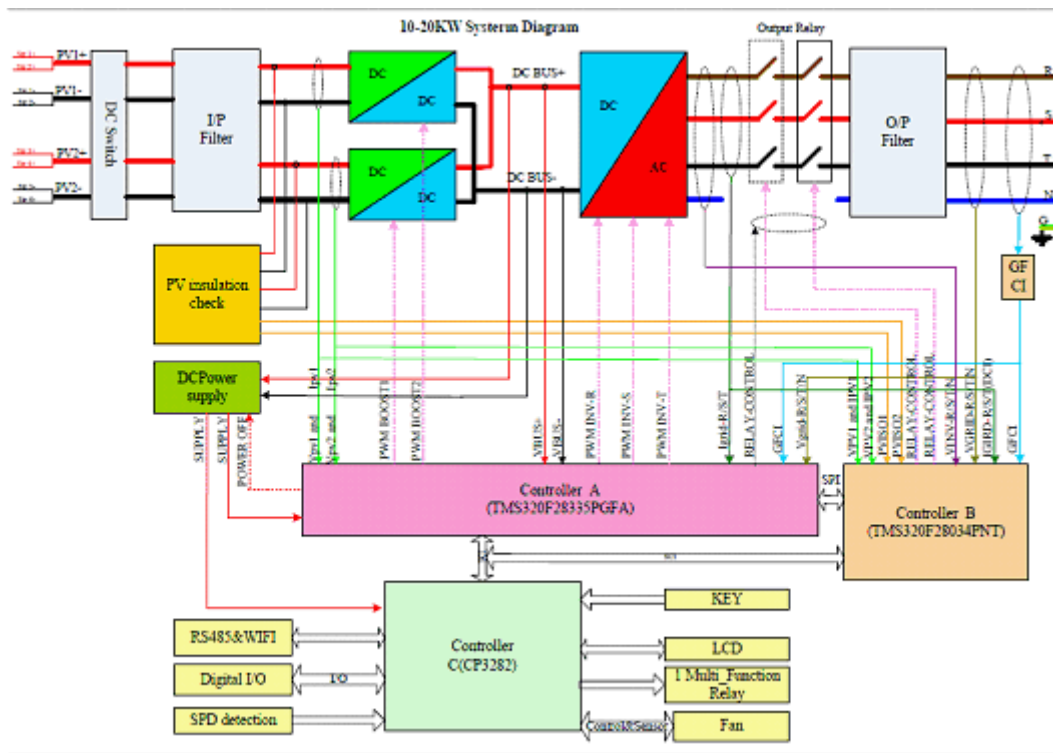 10-20KW Systerm Diagram
Output Relay
PV1+
PV1-
PV2+
PV2-
DC Switch
I/P
Filter
DC
DC
DC
DC
DC BUS+
DC BUS-
DC
AC
O/P
Filter
R
S
T
N
G
GF
CI
PV insulation
check
DCPower
supply
SUPPLY
SUPPLY
POWER OFF
Vpv1 and
Ipv1
Vpv2 and
Ipv2
PWM BOOST1
PWM BOOST2
VBUS+
VBUS-
PWM INV-R
PWM INV-S
PWM INV-T
Igrid-R/S/T
RELAY-CONTROL
GFCI
Vgrid-R/S/T/N
VPV1 and IPV1
VPV2 and IPV2
PVISO1
PVISO2
RELAY-CONTROL
RELAY-CONTROL
VINV-R/S/T/N
VGRID-R/S/T/N
IGIRD-R/S/T(DCI)
GFCI
Controller A
(TMS320F28335PGFA)
SPI
Controller B
(TMS320F28034PNT)
Controller
C(CP3282)
RS485&WIFI
Digital I/O
I/O
SPD detection
KEY
LCD
1 Multi_Function
Relay
Control&Sensor
Fan